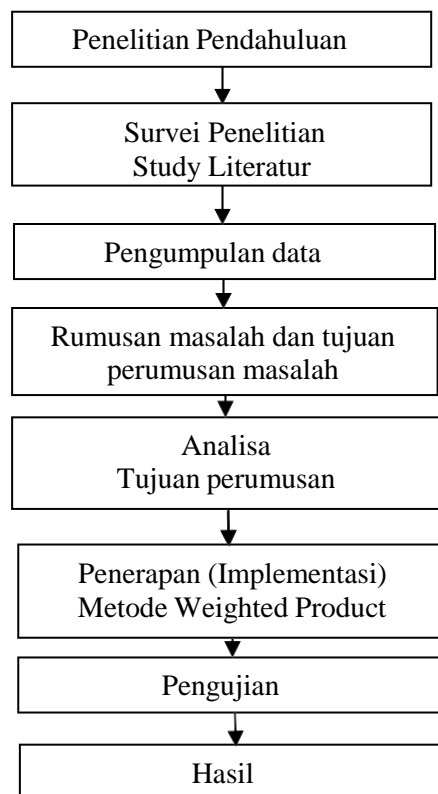 Penelitian Pendahuluan
Survei Penelitian
Study Literatur
Pengumpulan data
Rumusan masalah dan tujuan
perumusan masalah
Analisa
Tujuan perumusan
Penerapan (Implementasi)
Metode Weighted Product
Pengujian
Hasil